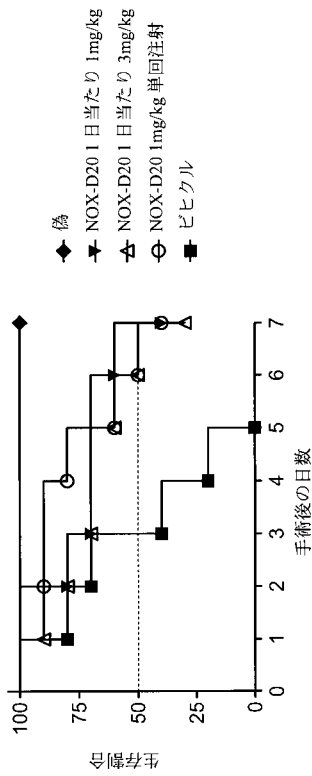 生存割合
100
75
50
25
0
0 1 2 3 4 5 6 7
手術後の日数
偽
NOX-D20 1 日当たり 1mg/kg
NOX-D20 1 日当たり 3mg/kg
NOX-D20 1mg/kg 単回注射
ビヒクル